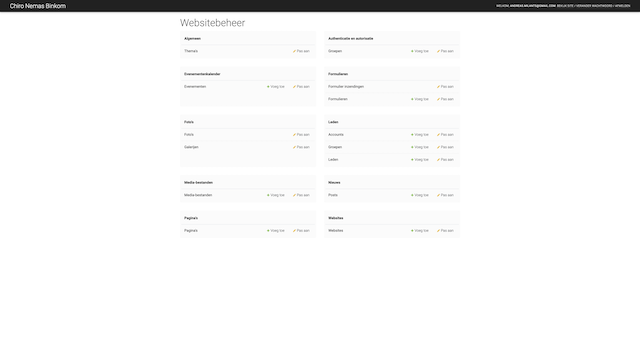 Chiro Nemas Binkom
WELKOM, ANDREAS.MILANTS@GMAIL.COM. BEKIJK SITE / VERANDER WACHTWOORD / AFMELDEN
Websitebeheer
Algemeen
Thema's Pas aan
Authenticatie en autorisatie
Groepen Voeg toe Pas aan
Evenementenkalender
Evenementen Voeg toe Pas aan
Formulieren
Formulier inzendingen Pas aan
Formulieren Voeg toe Pas aan
Foto's
Foto's Pas aan
Galerijen Pas aan
Leden
Accounts Voeg toe Pas aan
Groepen Voeg toe Pas aan
Leden Voeg toe Pas aan
Media bestanden
Media bestanden Voeg toe Pas aan
Nieuws
Posts Voeg toe Pas aan
Pagina's
Pagina's Voeg toe Pas aan
Websites
Websites Voeg toe Pas aan